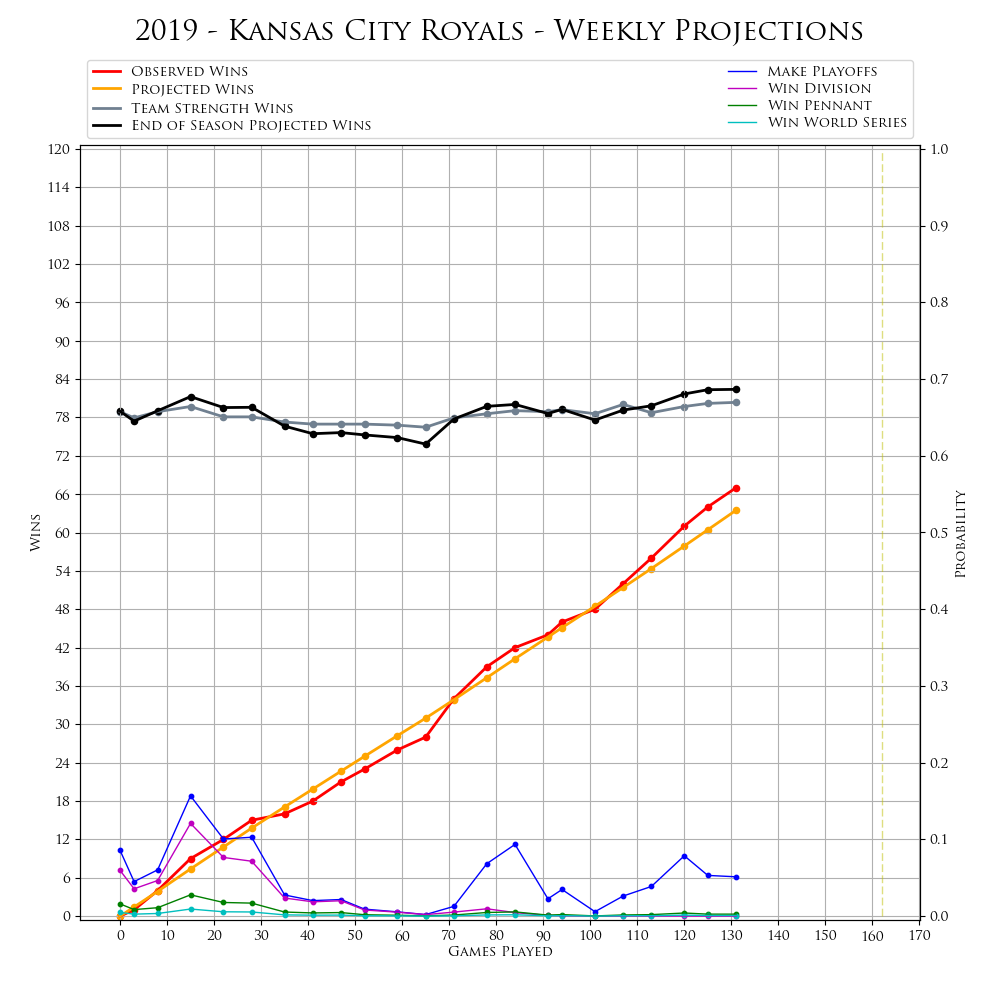 2019 - Kansas City Royals - Weekly Projections
Observed Wins
Projected Wins
Team Strength Wins
End of Season Projected Wins
Make Playoffs
Win Division
Win Pennant
Win World Series
120
114
108
102
96
90
84
78
72
66
60
54
48
42
36
30
24
18
12
6
0
Wins
1.0
0.9
0.8
0.7
0.6
0.5
0.4
0.3
0.2
0.1
0.0
Probability
0 10 20 30 40 50 60 70 80 90 100 110 120 130 140 150 160 170
Games Played